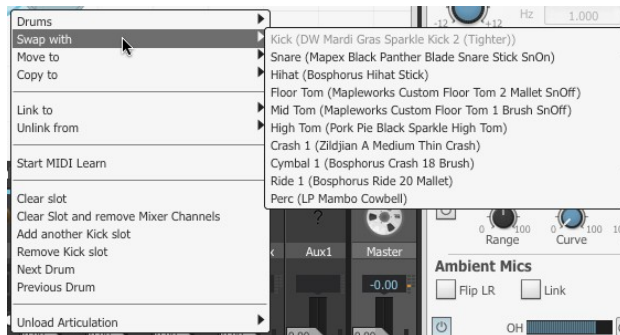 Drums
Swap with
Move to
Copy to
Link to
Unlink from
Start MIDI Learn
Clear slot
Clear Slot and remove Mixer Channels
Add another Kick slot
Remove Kick slot
Next Drum
Previous Drum
Unload Articulation
Kick (DW Mardi Gras Sparkle Kick 2 (Tighter))
Snare (Mapex Black Panther Blade Snare Stick SnOn)
Hihat (Bosphorus Hihat Stick)
Floor Tom (Mapleworks Custom Floor Tom 2 Mallet SnOff)
Mid Tom (Mapleworks Custom Floor Tom 1 Brush SnOff)
High Tom (Pork Pie Black Sparkle High Tom)
Crash 1 (Zildjian A Medium Thin Crash)
Cymbal 1 (Bosphorus Crash 18 Brush)
Ride 1 (Bosphorus Ride 20 Mallet)
Perc (LP Mambo Cowbell)
-12 +12 Hz 1.000
?
Aux1 Master
-0.00
0 100 0 100
Range Curve
Ambient Mics
Flip LR Link
OH